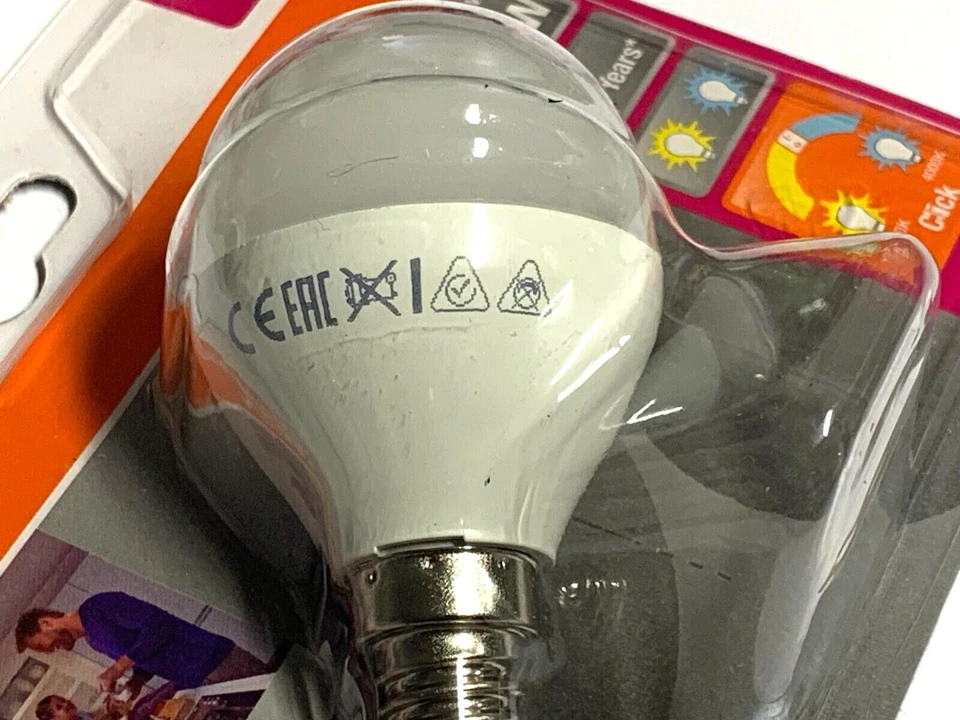 W
Years*
4000K
Click
CE EAC